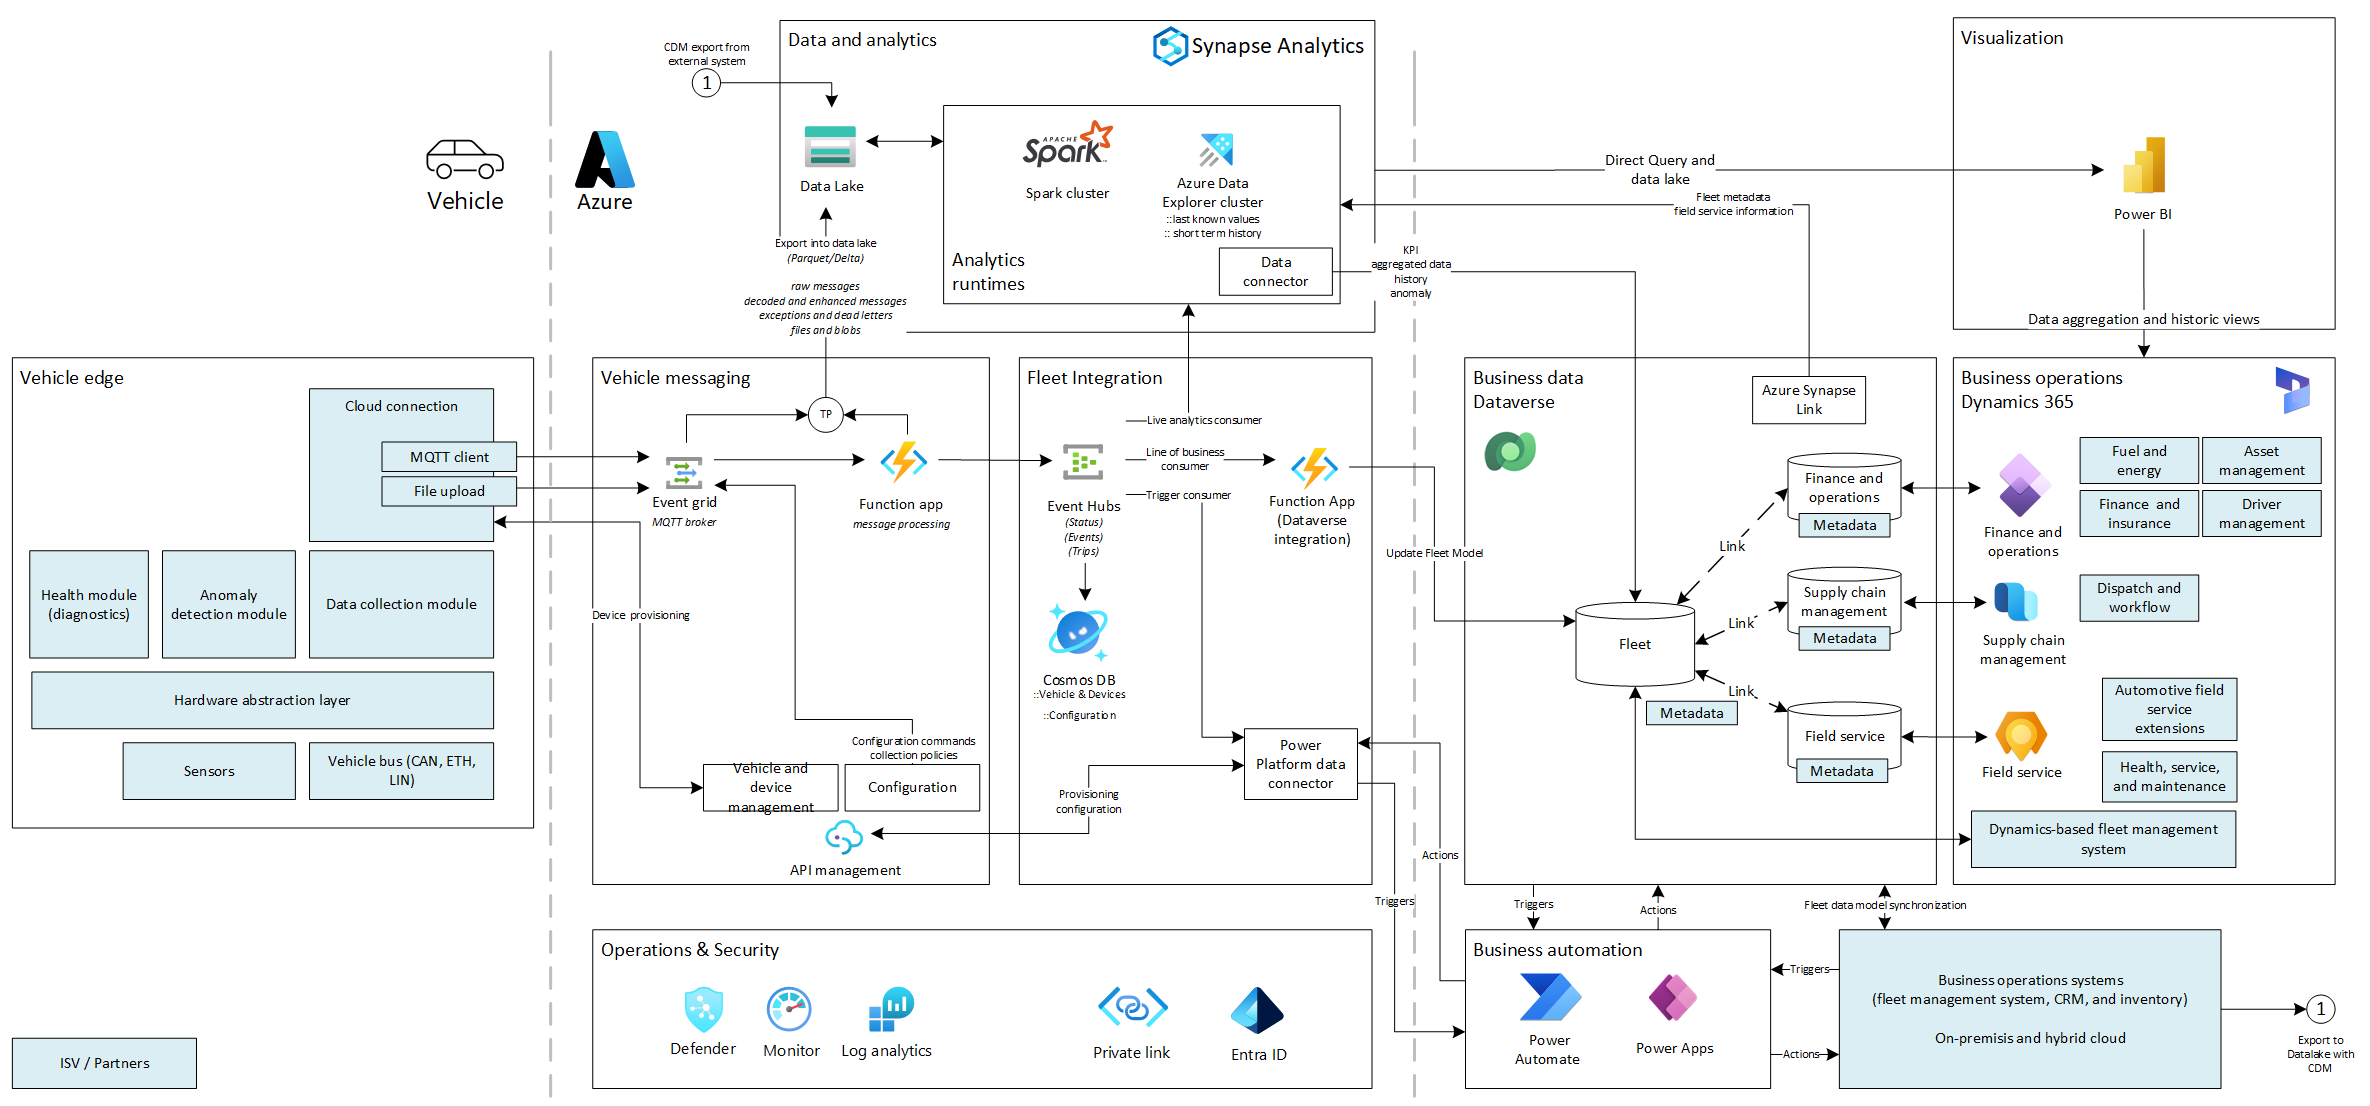 CDM export from
external system
1
Data and analytics
Synapse Analytics
Visualization
Vehicle
Azure
Data Lake
APACHE
Spark
Spark cluster
Azure Data
Explorer cluster
::last known values
:: short term history
Analytics
runtimes
Data
connector
Direct Query and
data lake
Fleet metadata
field service information
KPI
aggregated data
history
anomaly
Power BI
Data aggregation and historic views
Export into data lake
(Parquet/Delta)
raw messages
decoded and enhanced messages
exceptions and dead letters
files and blobs
Vehicle edge
Cloud connection
MQTT client
File upload
Health module
(diagnostics)
Anomaly
detection module
Data collection module
Hardware abstraction layer
Sensors
Vehicle bus (CAN, ETH,
LIN)
ISV / Partners
Vehicle messaging
TP
Event grid
MQTT broker
Function app
message processing
Device provisioning
Configuration commands
collection policies
Vehicle and
device
management
Configuration
API management
Fleet Integration
Live analytics consumer
Line of business
consumer
Trigger consumer
Event Hubs
(Status)
(Events)
(Trips)
Function App
(Dataverse
integration)
Cosmos DB
::Vehicle & Devices
::Configuration
Power
Platform data
connector
Provisioning
configuration
Update Fleet Model
Actions
Triggers
Business data
Dataverse
Azure Synapse
Link
Finance and
operations
Metadata
Link
Supply chain
management
Metadata
Link
Fleet
Metadata
Link
Field service
Metadata
Business operations
Dynamics 365
Fuel and
energy
Asset
management
Finance and
insurance
Driver
management
Finance and
operations
Dispatch and
workflow
Supply chain
management
Automotive field
service
extensions
Field service
Health, service,
and maintenance
Dynamics-based fleet management
system
Triggers
Actions
Fleet data model synchronization
Operations & Security
Defender
Monitor
Log analytics
Private link
Entra ID
Business automation
Power
Automate
Power Apps
Triggers
Actions
Business operations systems
(fleet management system, CRM, and inventory)
On-premisis and hybrid cloud
1
Export to
Datalake with
CDM